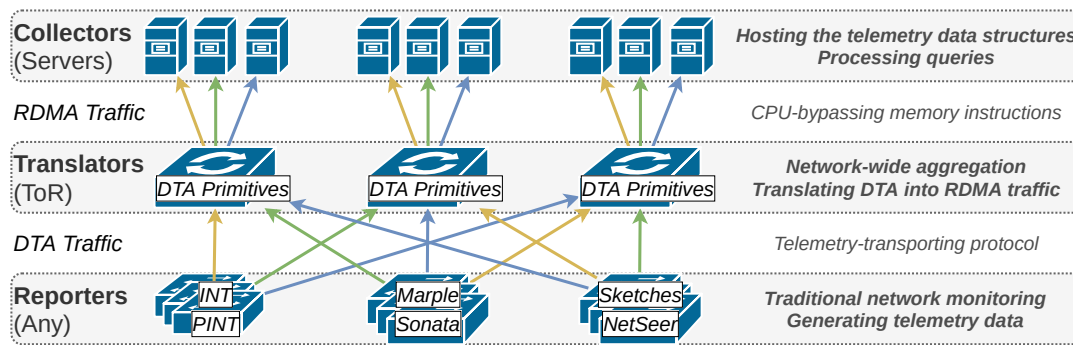 Collectors
(Servers)
Hosting the telemetry data structures
Processing queries
RDMA Traffic
CPU-bypassing memory instructions
Translators
(ToR)
DTA Primitives
DTA Primitives
DTA Primitives
Network-wide aggregation
Translating DTA into RDMA traffic
DTA Traffic
Telemetry-transporting protocol
Reporters
(Any)
INT
PINT
Marple
Sonata
Sketches
NetSeer
Traditional network monitoring
Generating telemetry data